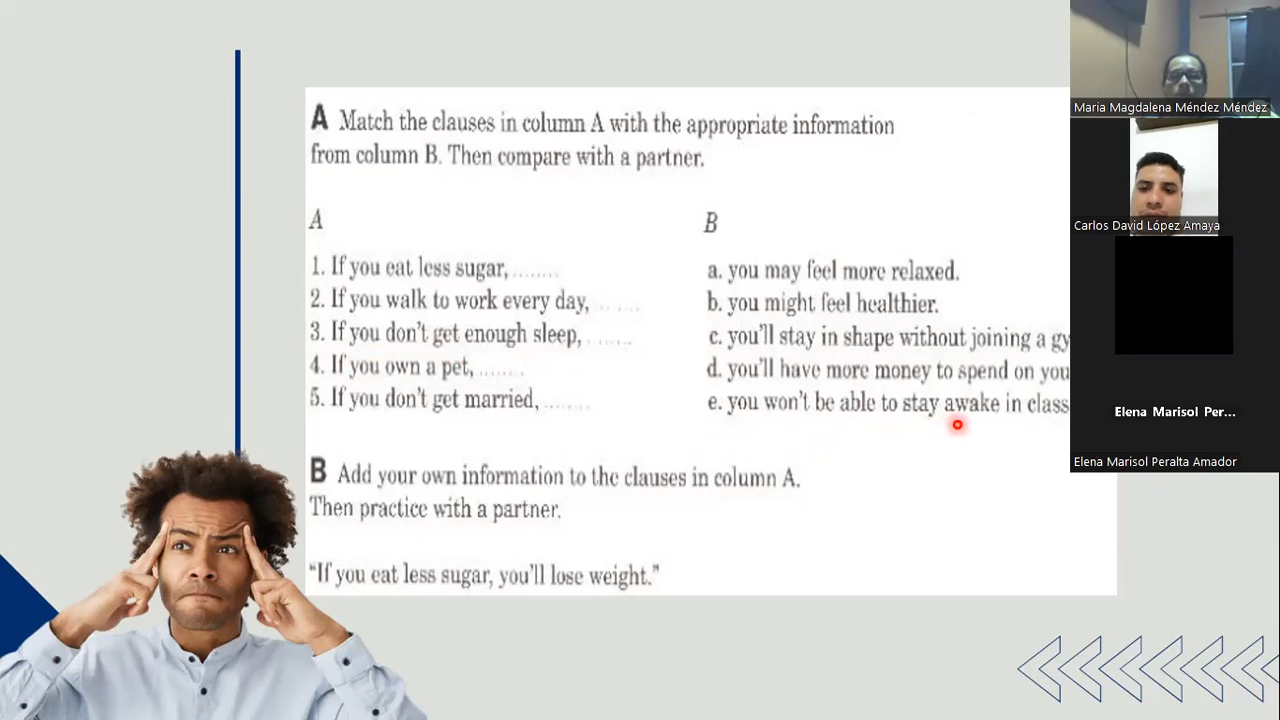 A Match the clauses in column A with the appropriate information
from column B. Then compare with a partner.
A
1. If you eat less sugar, ........
2. If you walk to work every day, ........
3. If you don't get enough sleep, ........
4. If you own a pet, ........
5. If you don't get married, ........
B
a. you may feel more relaxed.
b. you might feel healthier.
c. you'll stay in shape without joining a
d. you'll have more money to spend on
e. you won't be able to stay awake in class
B Add your own information to the clauses in column A.
Then practice with a partner.
"If you eat less sugar, you'll lose weight."
Maria Magdalena Méndez Méndez
Carlos David López Amaya
Elena Marisol Per...
Elena Marisol Peralta Amador